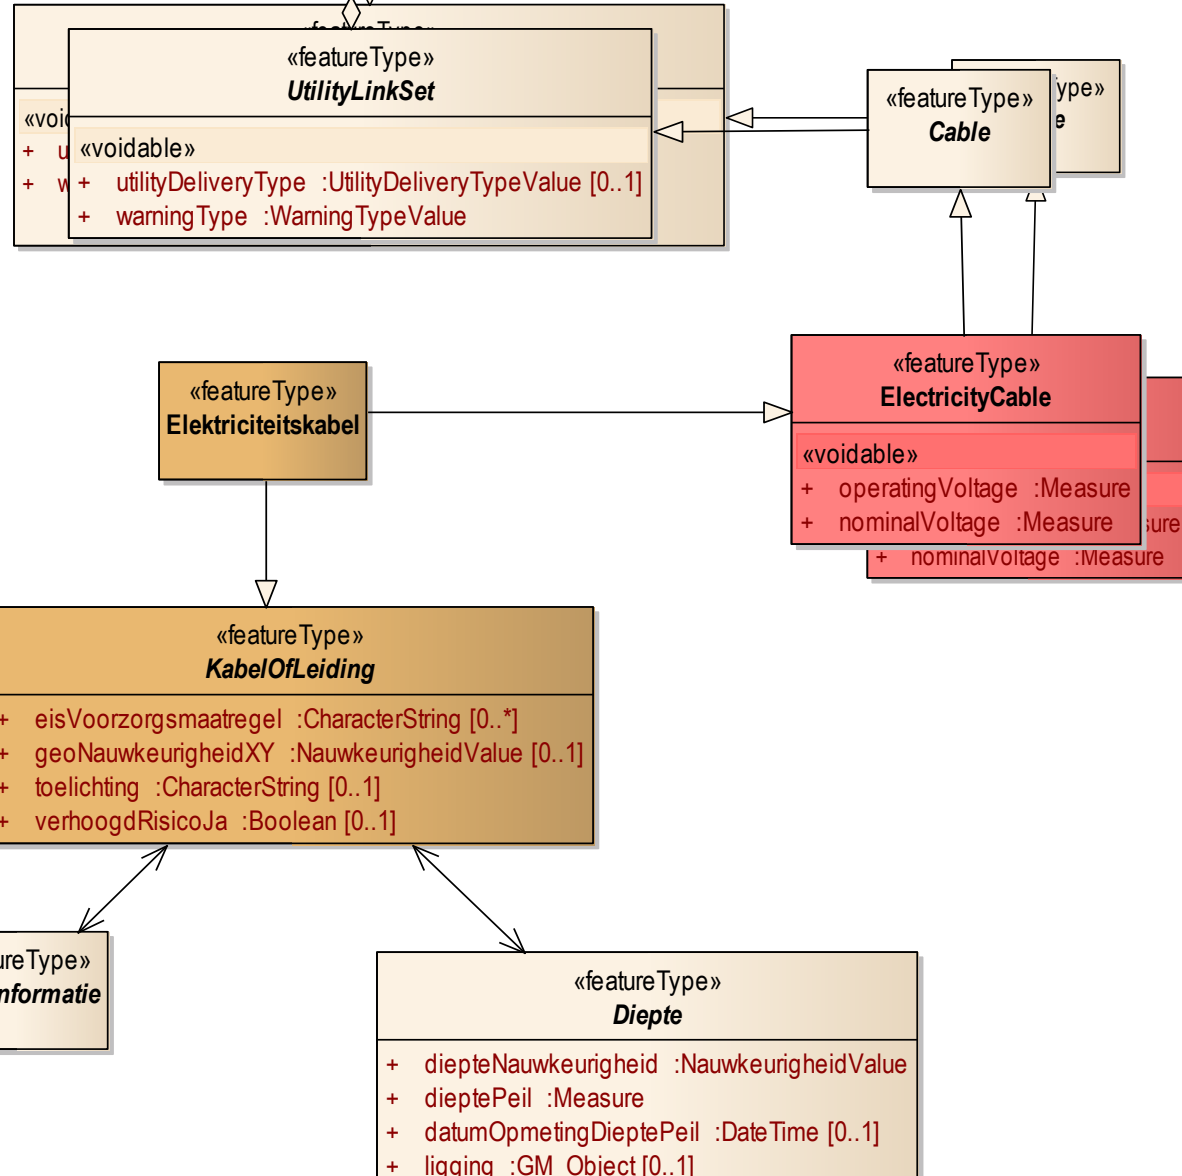 «featureType»
UtilityLinkSet
«voidable»
+ utilityDeliveryType :UtilityDeliveryTypeValue [0..1]
+ warningType :WarningTypeValue
«featureType»
Cable
«featureType»
Elektriciteitskabel
«featureType»
ElectricityCable
«voidable»
+ operatingVoltage :Measure
+ nominalVoltage :Measure
+ nominalVoltage :Measure
«featureType»
KabelOfLeiding
+ eisVoorzorgsmaatregel :CharacterString [0..*]
+ geoNauwkeurigheidXY :NauwkeurigheidValue [0..1]
+ toelichting :CharacterString [0..1]
+ verhoogdRisicoJa :Boolean [0..1]
ureType»
nformatie
«featureType»
Diepte
+ diepteNauwkeurigheid :NauwkeurigheidValue
+ dieptePeil :Measure
+ datumOpmetingDieptePeil :DateTime [0..1]
+ ligging :GM_Object [0..1]